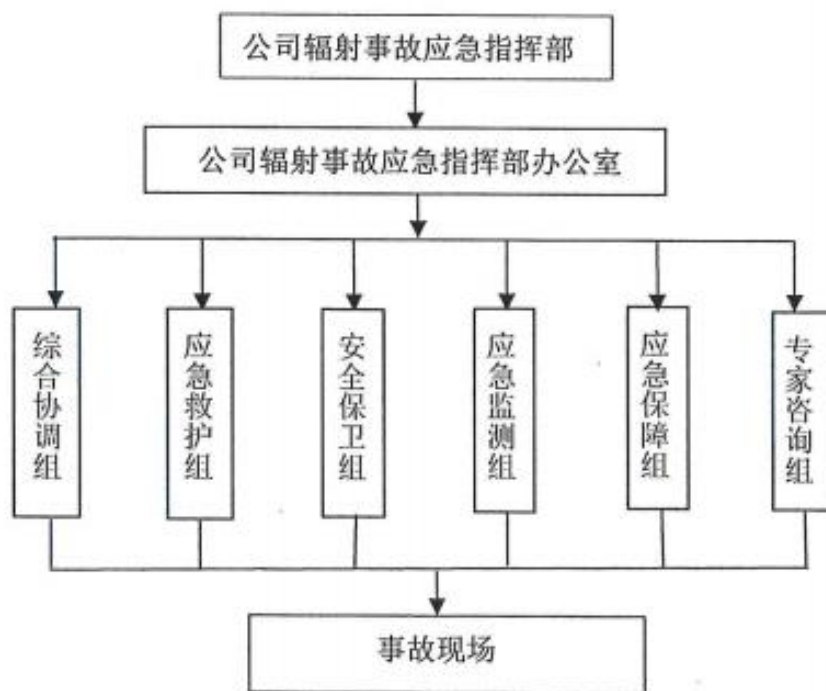 公司辐射事故应急指挥部
公司辐射事故应急指挥部办公室
综合协调组
应急救护组
安全保卫组
应急监测组
应急保障组
专家咨询组
事故现场